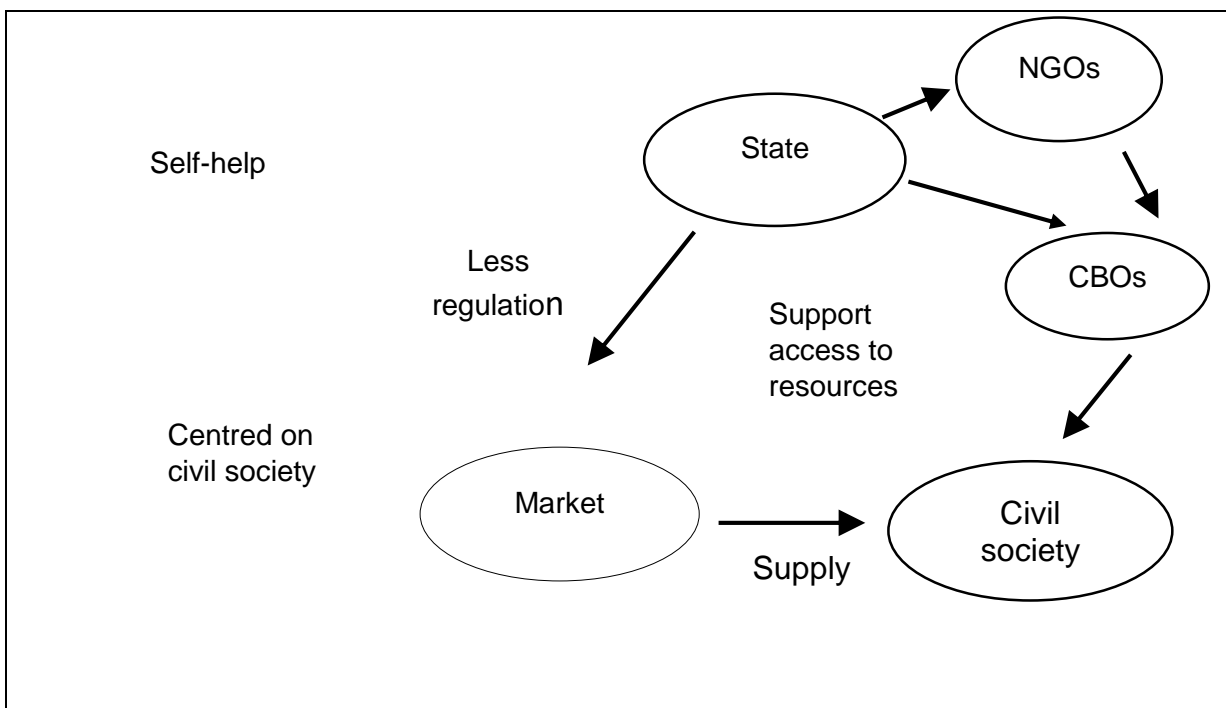 NGOs
State
Self-help
CBOs
Less
regulation
Support
access to
resources
Centred on
civil society
Market
Civil
society
Supply